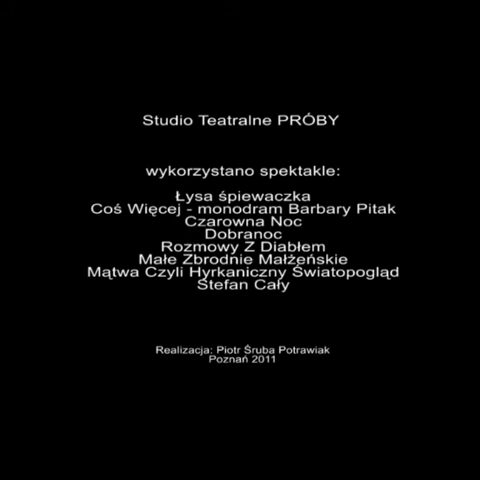 Studio Teatralne PRÓBY
wykorzystano spektakle:
Łysa śpiewaczka
Coś Więcej - monodram Barbary Pitak
Czarowna Noc
Dobranoc
Rozmowy Z Diabłem
Małe Zbrodnie Małżeńskie
Mątwa Czyli Hyrkaniczny Światopogląd
Stefan Cały
Realizacja: Piotr Śruba Potrawiak
Poznań 2011